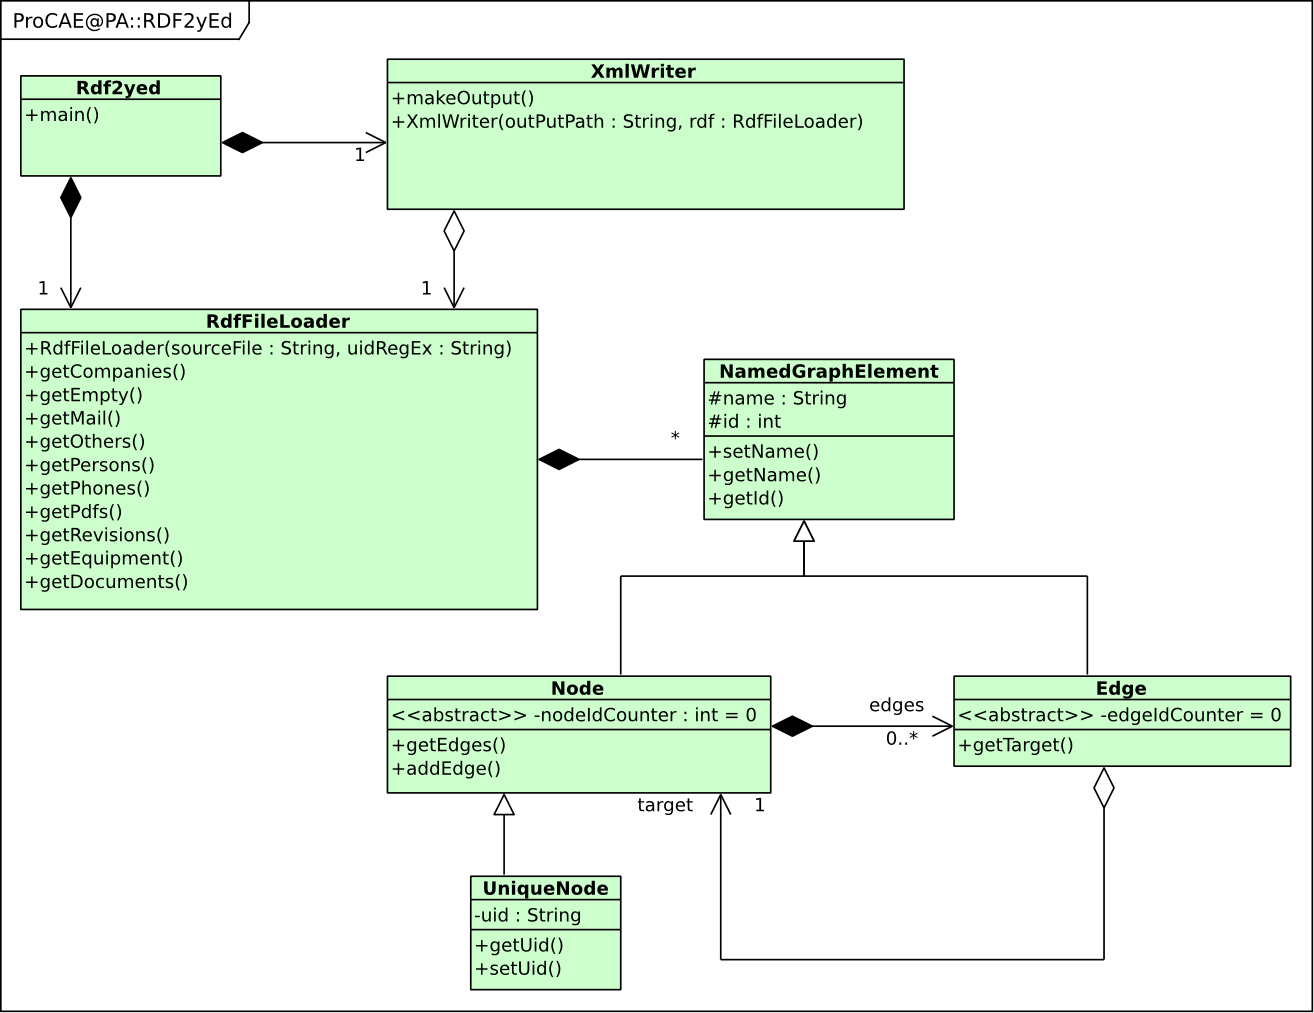 ProCAE@PA::RDF2yEd
Rdf2yed
+main()
XmlWriter
+makeOutput()
+XmlWriter(outPutPath : String, rdf : RdfFileLoader)
1
1
1
RdfFileLoader
+RdfFileLoader(sourceFile : String, uidRegEx : String)
+getCompanies()
+getEmpty()
+getMail()
+getOthers()
+getPersons()
+getPhones()
+getPdfs()
+getRevisions()
+getEquipment()
+getDocuments()
*
NamedGraphElement
#name : String
#id : int
+setName()
+getName()
+getId()
Node
<<abstract>> -nodeIdCounter : int = 0
+getEdges()
+addEdge()
edges
0..*
Edge
<<abstract>> -edgeIdCounter = 0
+getTarget()
target
1
UniqueNode
-uid : String
+getUid()
+setUid()